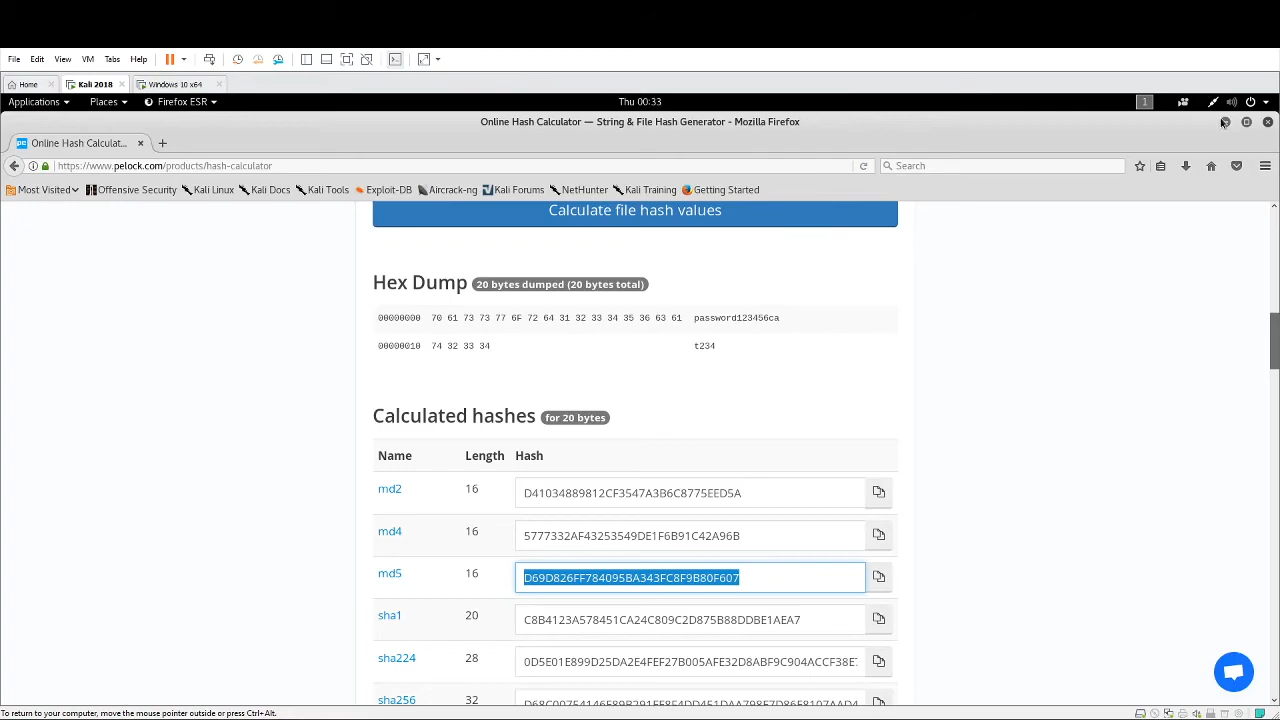 File Edit View VM Tabs Help
Home Kali 2018 Windows 10 x64
Applications Places Firefox ESR Thu 00:33 1
Online Hash Calculator — String & File Hash Generator - Mozilla Firefox
Online Hash Calculat...
https://www.pelock.com/products/hash-calculator Search
Most Visited Offensive Security Kali Linux Kali Docs Kali Tools Exploit-DB Aircrack-ng Kali Forums NetHunter Kali Training Getting Started
Calculate file hash values
Hex Dump 20 bytes dumped (20 bytes total)
00000000 70 61 73 73 77 6F 72 64 31 32 33 34 35 36 63 61 password123456ca
00000010 74 32 33 34 t234
Calculated hashes for 20 bytes
Name Length Hash
md2 16 D41034889812CF3547A3B6C8775EED5A
md4 16 5777332AF43253549DE1F6B91C42A96B
md5 16 D69D826FF784095BA343FC8F9B80F607
sha1 20 C8B4123A578451CA24C809C2D875B88DDBE1AEA7
sha224 28 0D5E01E899D25DA2E4FEF27B005AFE32D8ABF9C904ACCF38E
sha256 32
To return to your computer, move the mouse pointer outside or press Ctrl+Alt.